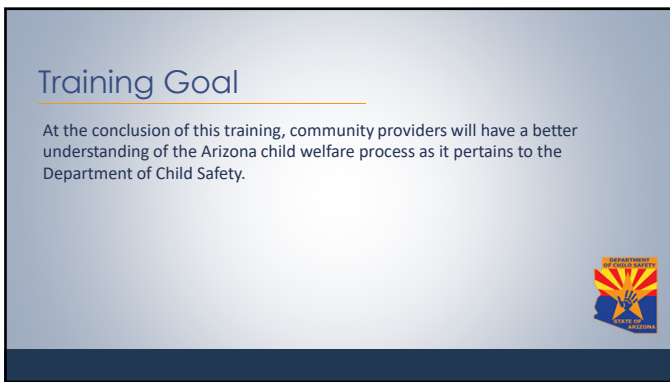 Training Goal
At the conclusion of this training, community providers will have a better
understanding of the Arizona child welfare process as it pertains to the
Department of Child Safety.
DEPARTMENT
OF CHILD SAFETY
STATE OF
ARIZONA